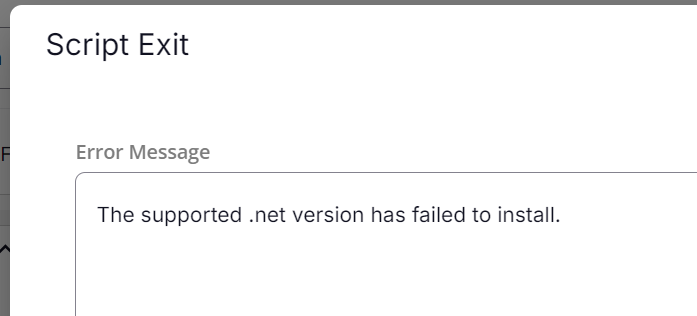 Script Exit
Error Message
The supported .net version has failed to install.